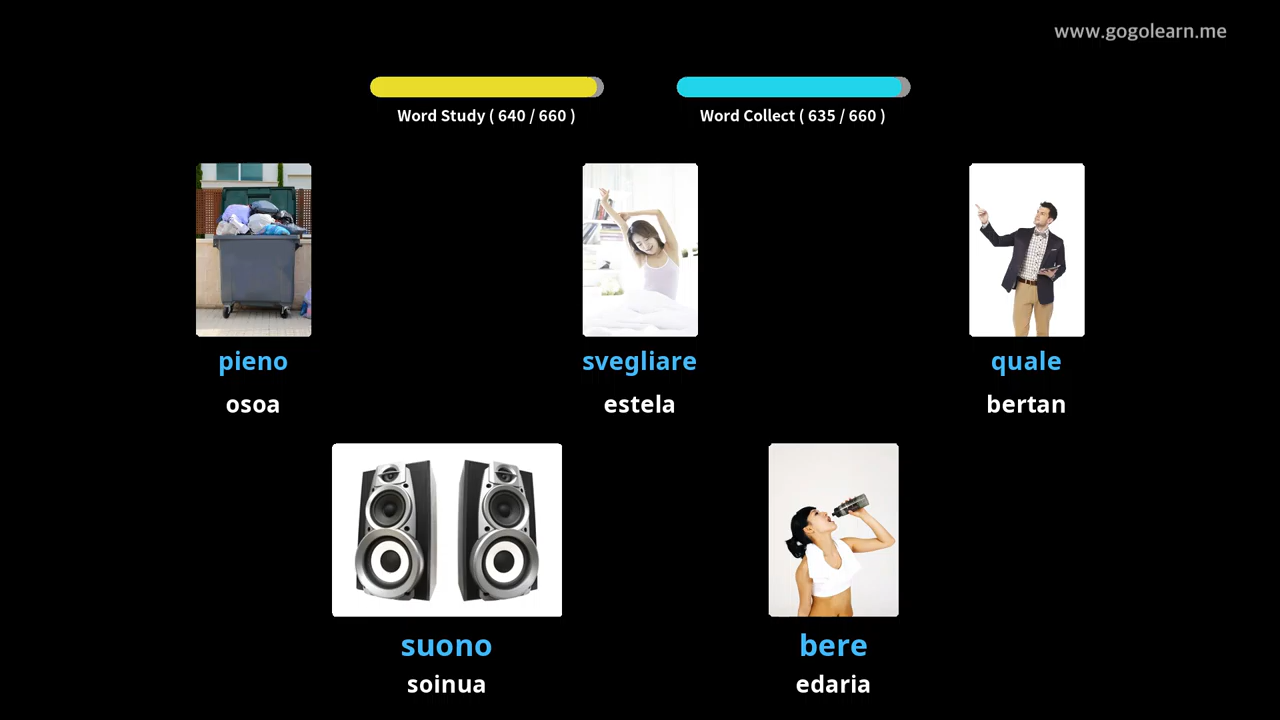 www.gogolearn.me
Word Study ( 640 / 660 )
Word Collect ( 635 / 660 )
pieno
svegliare
quale
osoa
estela
bertan
suono
bere
soinua
edaria